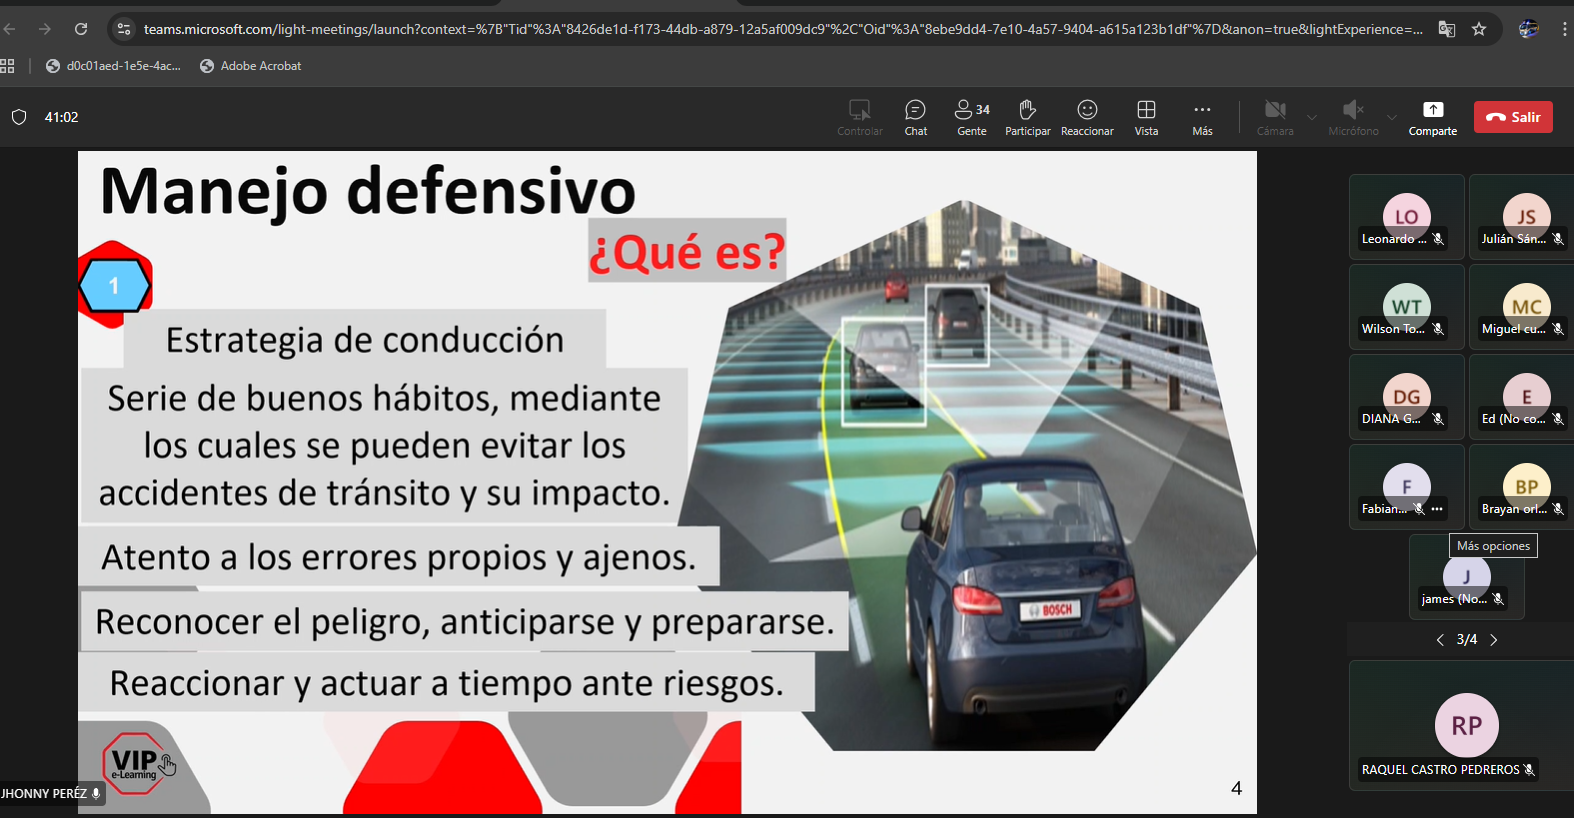 teams.microsoft.com/light-meetings/launch?context=%7B"Tid"%3A"8426de1d-f173-44db-a879-12a5af009dc9"%2C"Oid"%3A"8ebe9dd4-7e10-4a57-9404-a615a123b1df"%7D&anon=true&lightExperience=...
d0c01aed-1e5e-4ac...
Adobe Acrobat
41:02
Controlar
Chat
34
Gente
Participar
Reaccionar
Vista
Más
Cámara
Micrófono
Comparte
Salir
Manejo defensivo
¿Qué es?
1
Estrategia de conducción
Serie de buenos hábitos, mediante
los cuales se pueden evitar los
accidentes de tránsito y su impacto.
Atento a los errores propios y ajenos.
Reconocer el peligro, anticiparse y prepararse.
Reaccionar y actuar a tiempo ante riesgos.
BOSCH
VIP
e-Learning
4
JHONNY PERÉZ
LO
Leonardo ...
JS
Julián Sán...
WT
Wilson To...
MC
Miguel cu...
DG
DIANA G...
E
Ed (No co...
F
Fabian...
BP
Brayan orl...
Más opciones
J
james (No...
3/4
RP
RAQUEL CASTRO PEDREROS